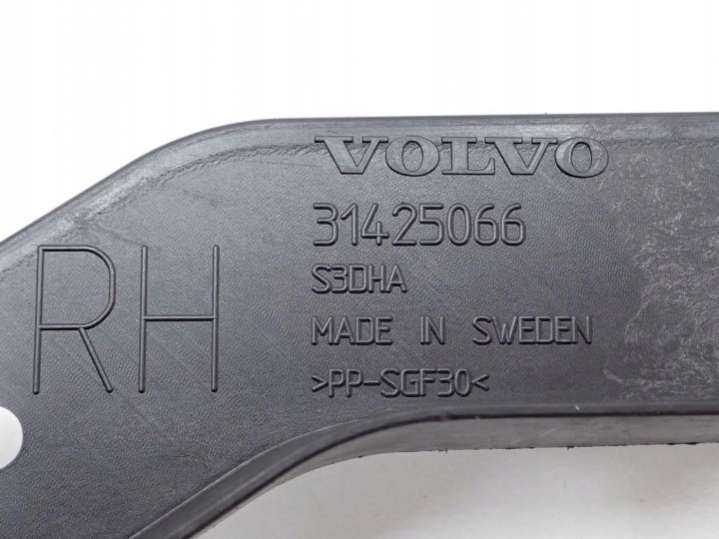 VOLVO
31425066
RH
S3DHA
MADE IN SWEDEN
>PP-SGF30<